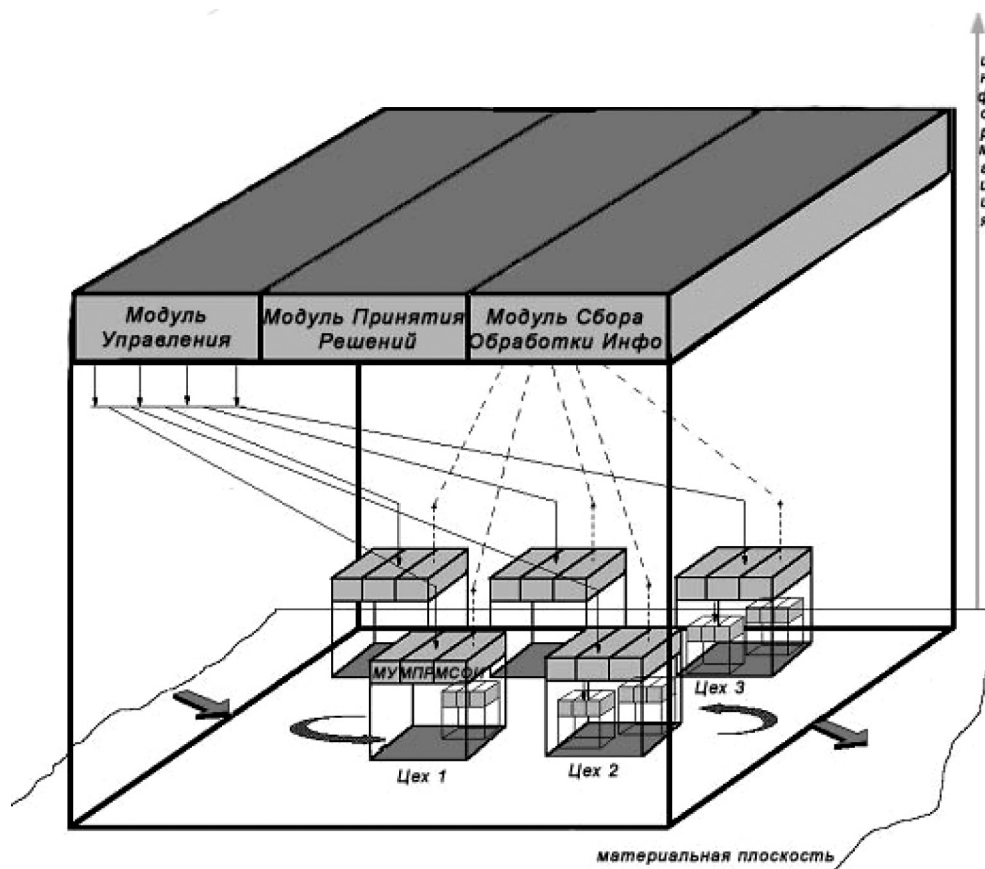 информация
Модуль
Управления
Модуль Принятия
Решений
Модуль Сбора
Обработки Инфо
МУ МПР МСОИ
Цех 3
Цех 1
Цех 2
материальная плоскость